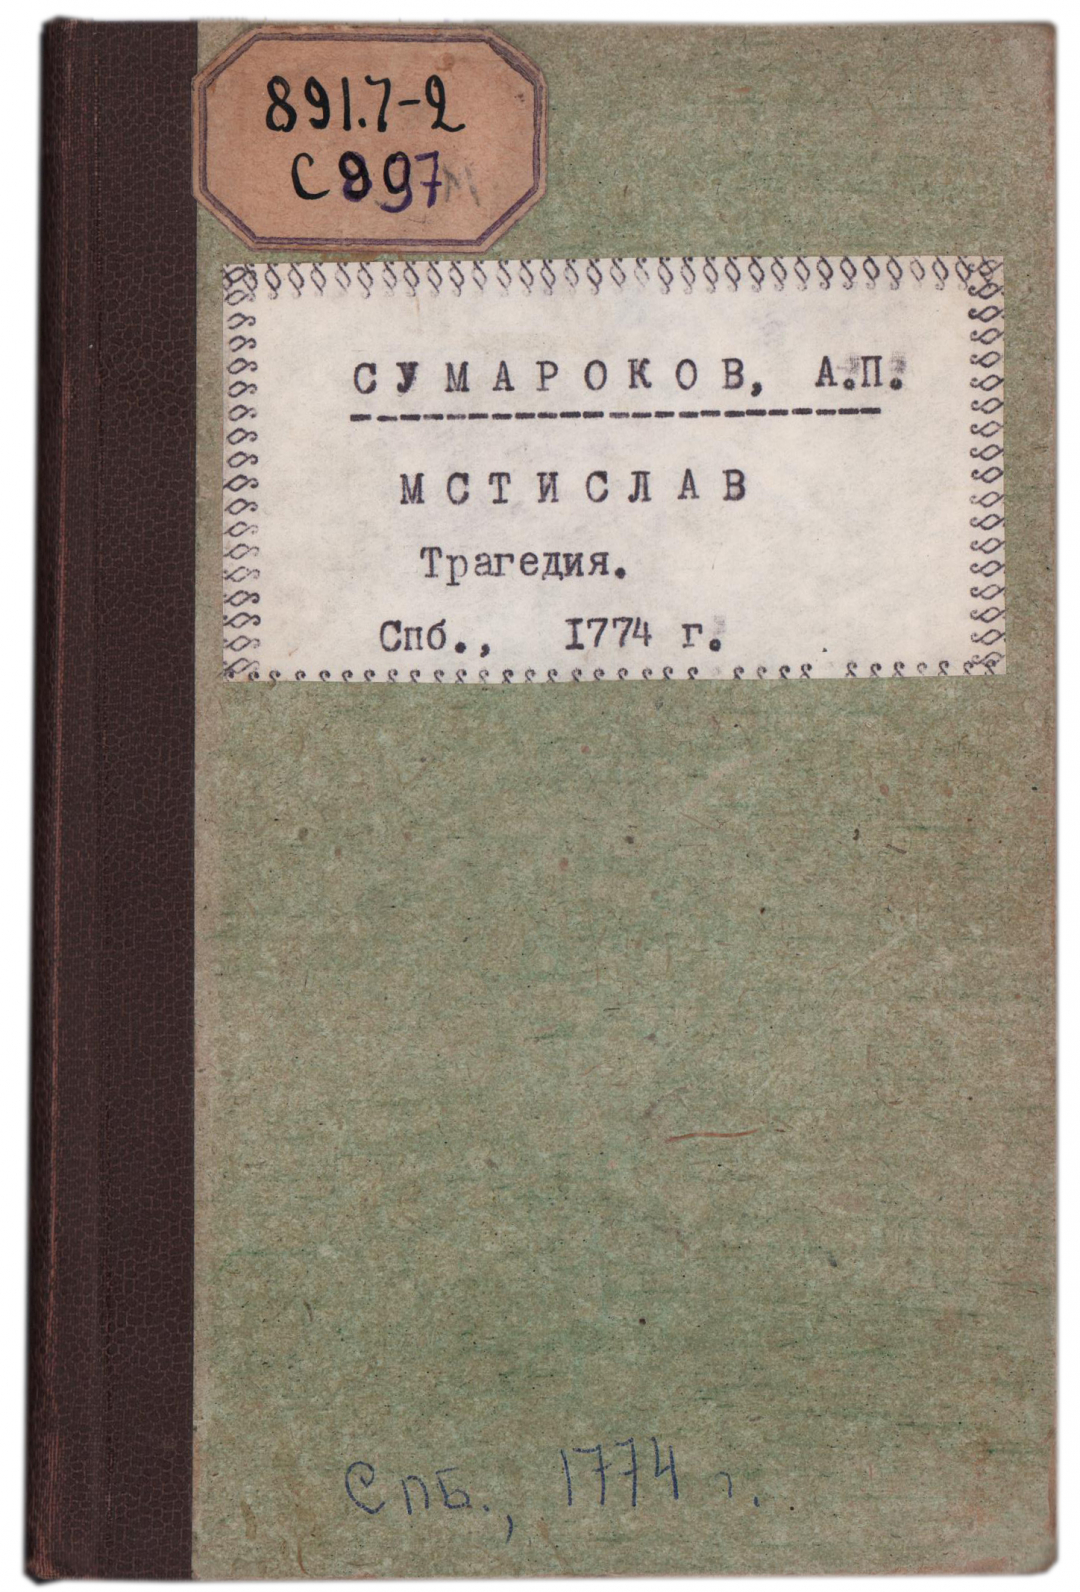 891.7-2
С897
СУМАРОКОВ, А.П.
МСТИСЛАВ
Трагедия.
Спб., 1774 г.
Спб., 1774 г.